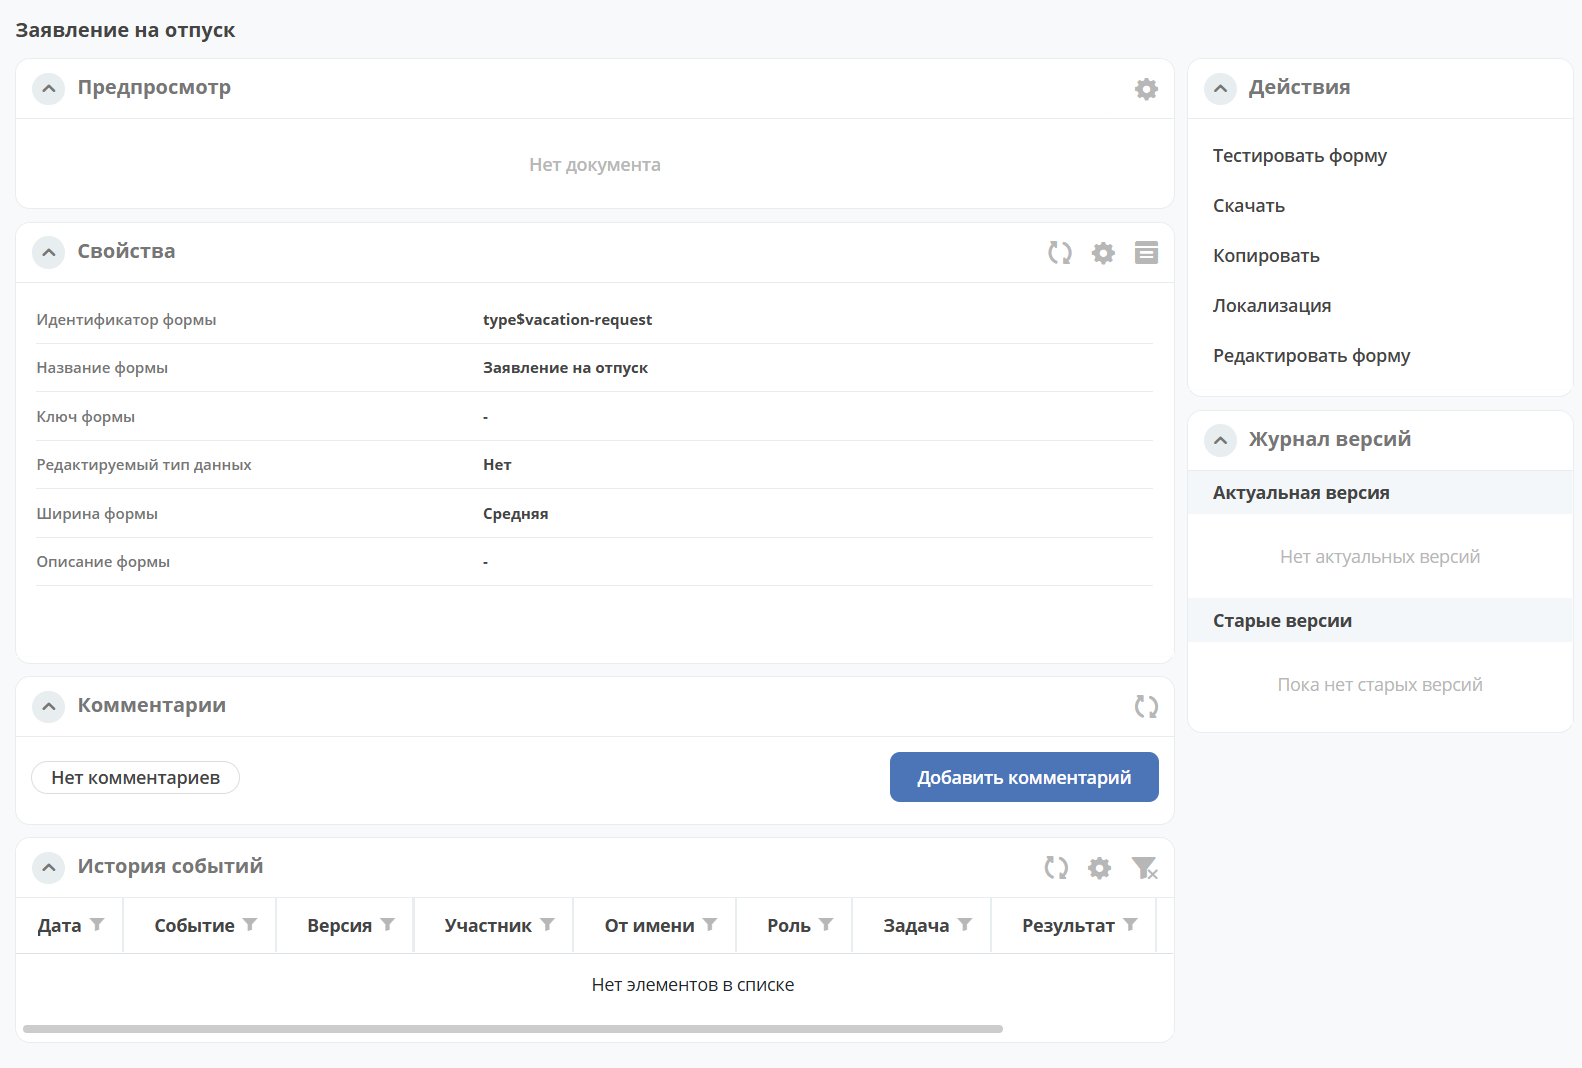 Заявление на отпуск
Предпросмотр
Нет документа
Свойства
Идентификатор формы type$vacation-request
Название формы Заявление на отпуск
Ключ формы -
Редактируемый тип данных Нет
Ширина формы Средняя
Описание формы -
Комментарии
Нет комментариев Добавить комментарий
История событий
Дата Событие Версия Участник От имени Роль Задача Результат
Нет элементов в списке
Действия
Тестировать форму
Скачать
Копировать
Локализация
Редактировать форму
Журнал версий
Актуальная версия
Нет актуальных версий
Старые версии
Пока нет старых версий